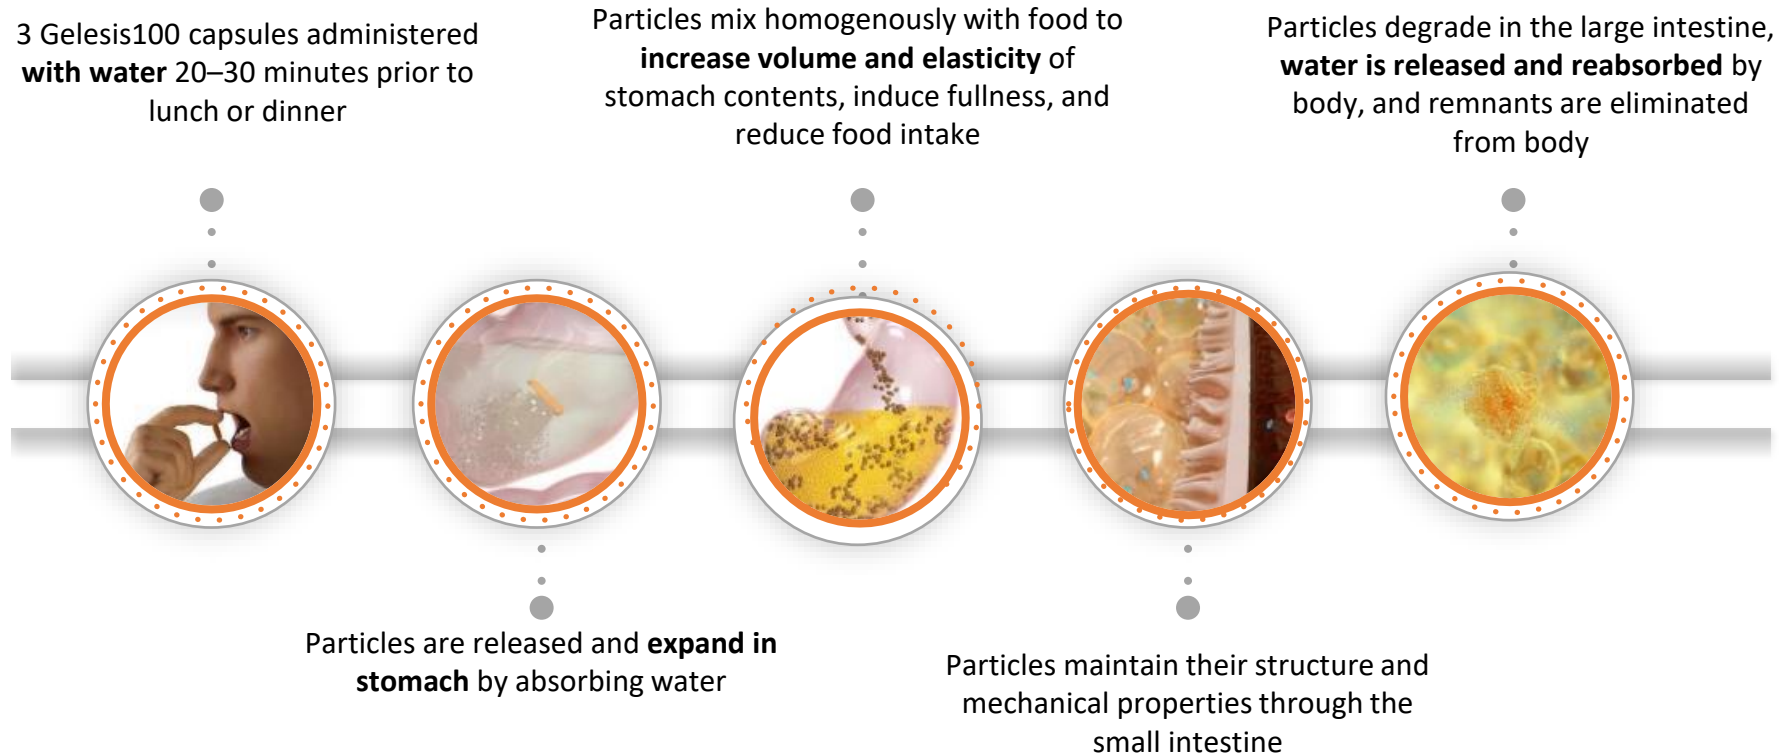 3 Gelesis100 capsules administered
with water 20–30 minutes prior to
lunch or dinner
Particles are released and expand in
stomach by absorbing water
Particles mix homogenously with food to
increase volume and elasticity of
stomach contents, induce fullness, and
reduce food intake
Particles maintain their structure and
mechanical properties through the
small intestine
Particles degrade in the large intestine,
water is released and reabsorbed by
body, and remnants are eliminated
from body